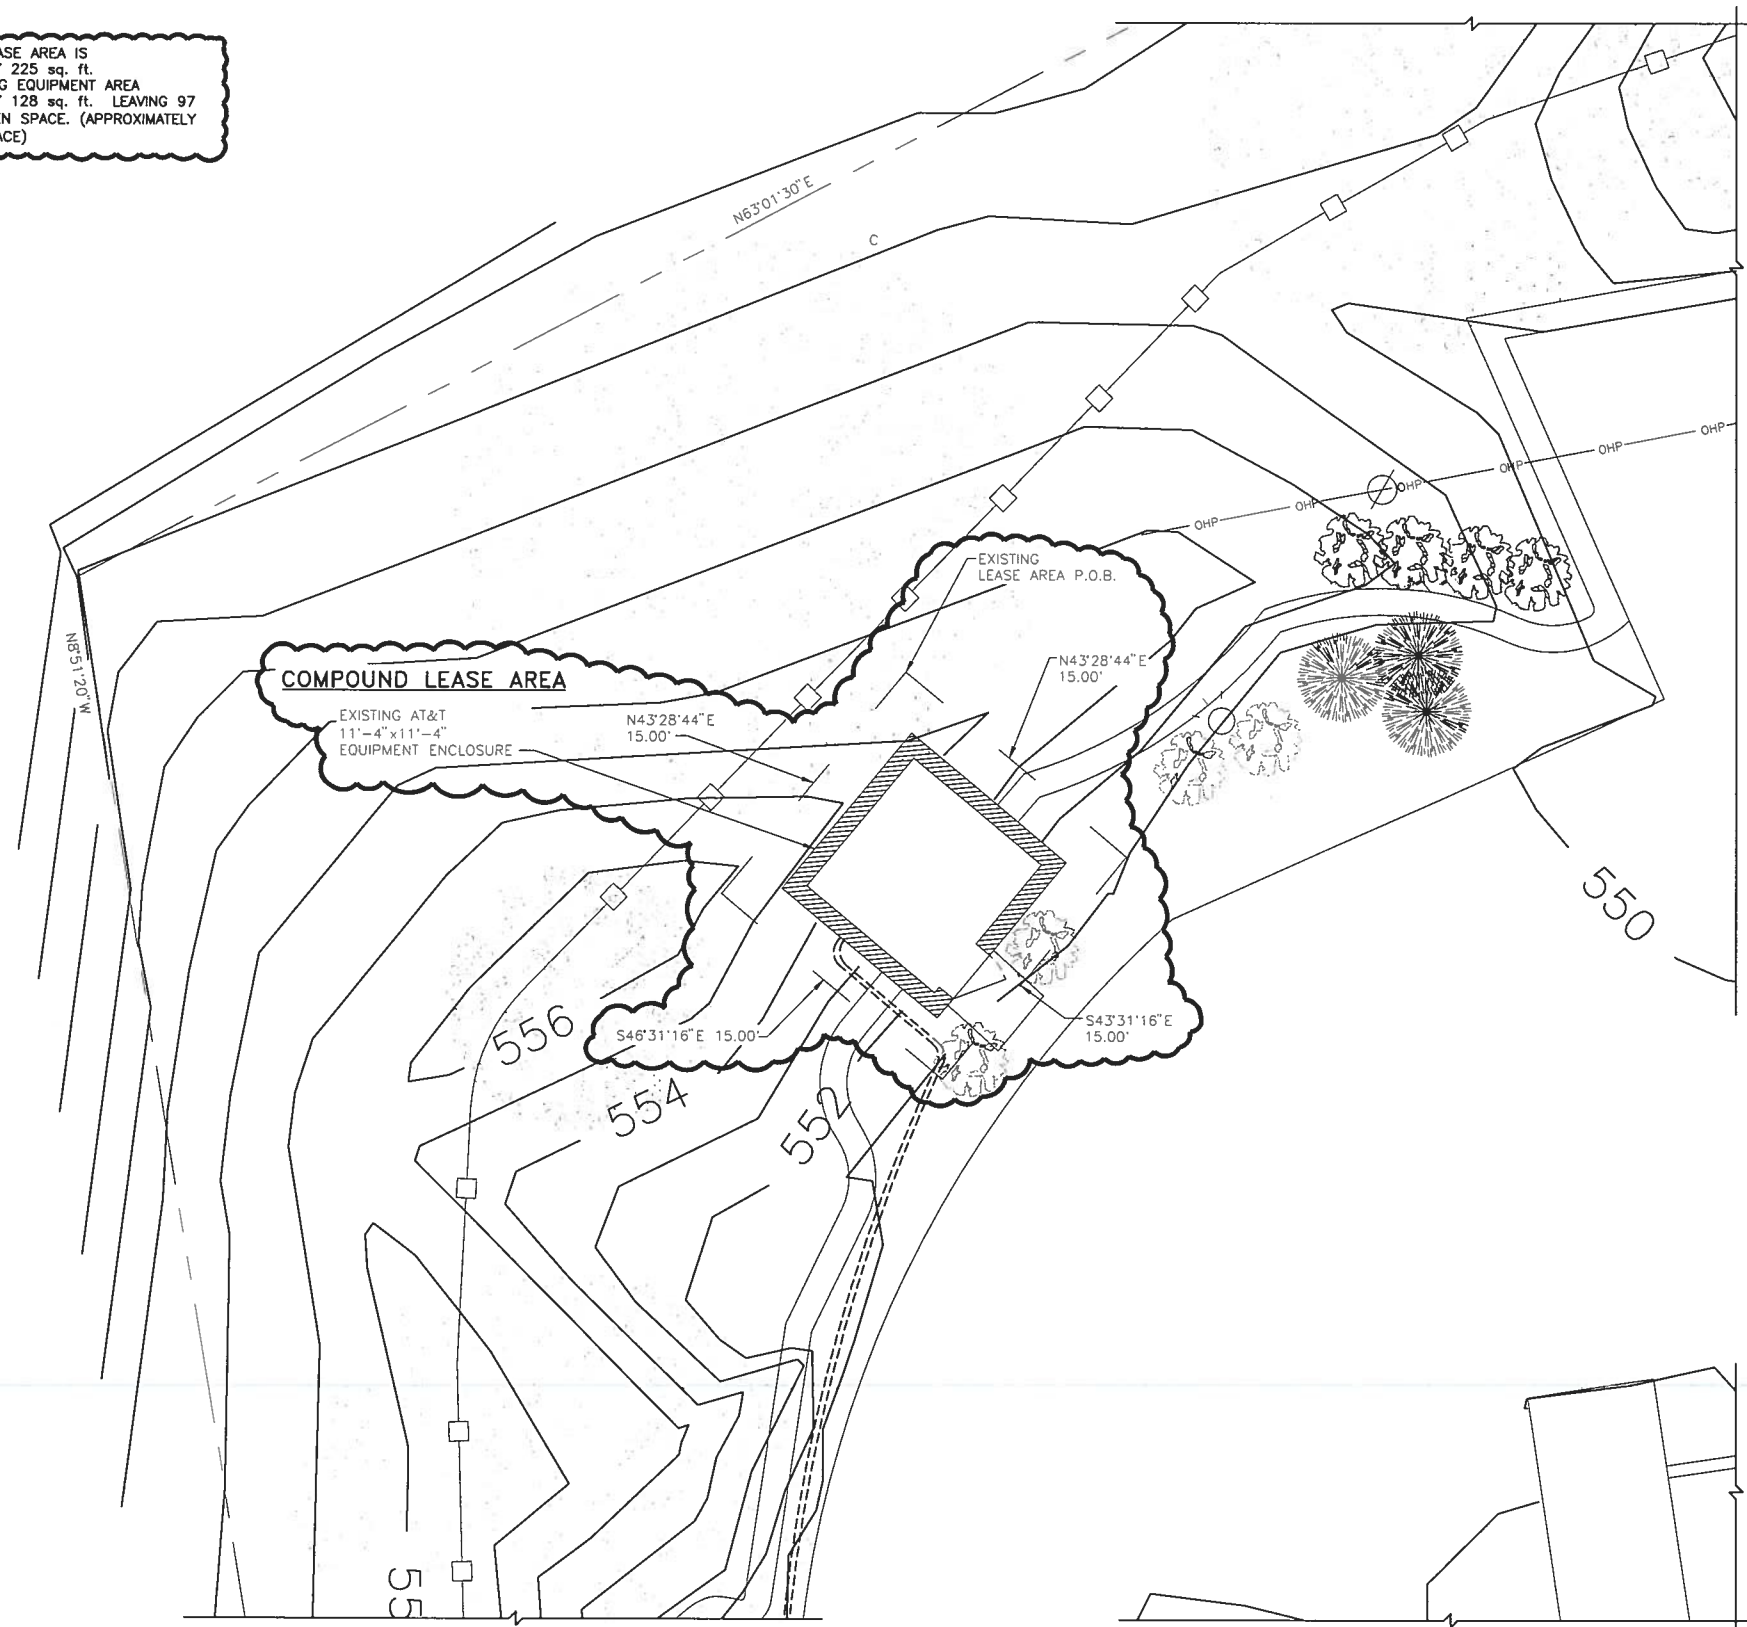 ASE AREA IS
225 sq. ft.
G EQUIPMENT AREA
128 sq. ft. LEAVING 97
EN SPACE. (APPROXIMATELY
ACE)
N63°01'30"E
C
OHP
OHP
OHP
OHP
OHP
OHP
EXISTING
LEASE AREA P.O.B.
N8°51'20"W
COMPOUND LEASE AREA
N43°28'44"E
15.00'
EXISTING AT&T
11'-4"x11'-4"
EQUIPMENT ENCLOSURE
N43°28'44"E
15.00'
550
556
S46°31'16"E 15.00'
S43°31'16"E
15.00'
554
552
55